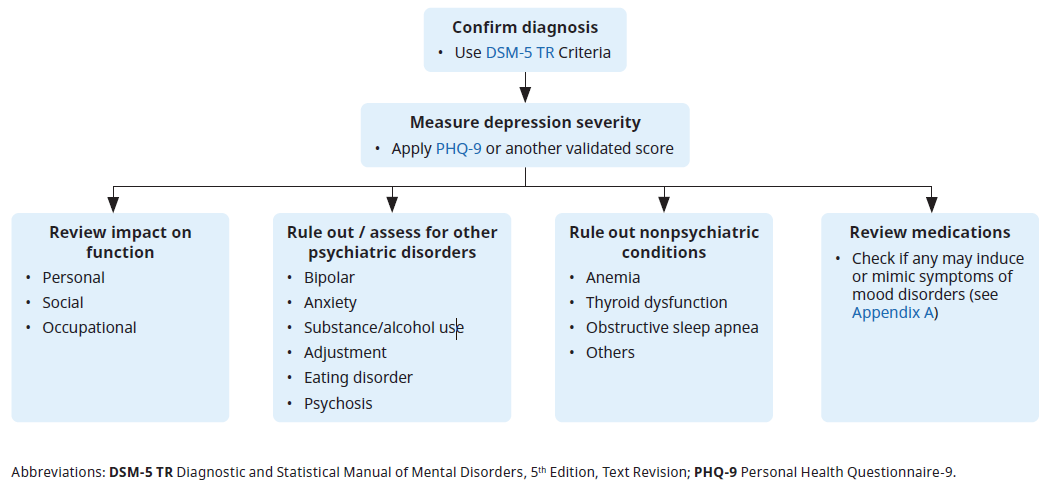 Confirm diagnosis
• Use DSM-5 TR Criteria
Measure depression severity
• Apply PHQ-9 or another validated score
Review impact on
function
• Personal
• Social
• Occupational
Rule out / assess for other
psychiatric disorders
• Bipolar
• Anxiety
• Substance/alcohol use
• Adjustment
• Eating disorder
• Psychosis
Rule out nonpsychiatric
conditions
• Anemia
• Thyroid dysfunction
• Obstructive sleep apnea
• Others
Review medications
• Check if any may induce
or mimic symptoms of
mood disorders (see
Appendix A)
Abbreviations: DSM-5 TR Diagnostic and Statistical Manual of Mental Disorders, 5th Edition, Text Revision; PHQ-9 Personal Health Questionnaire-9.